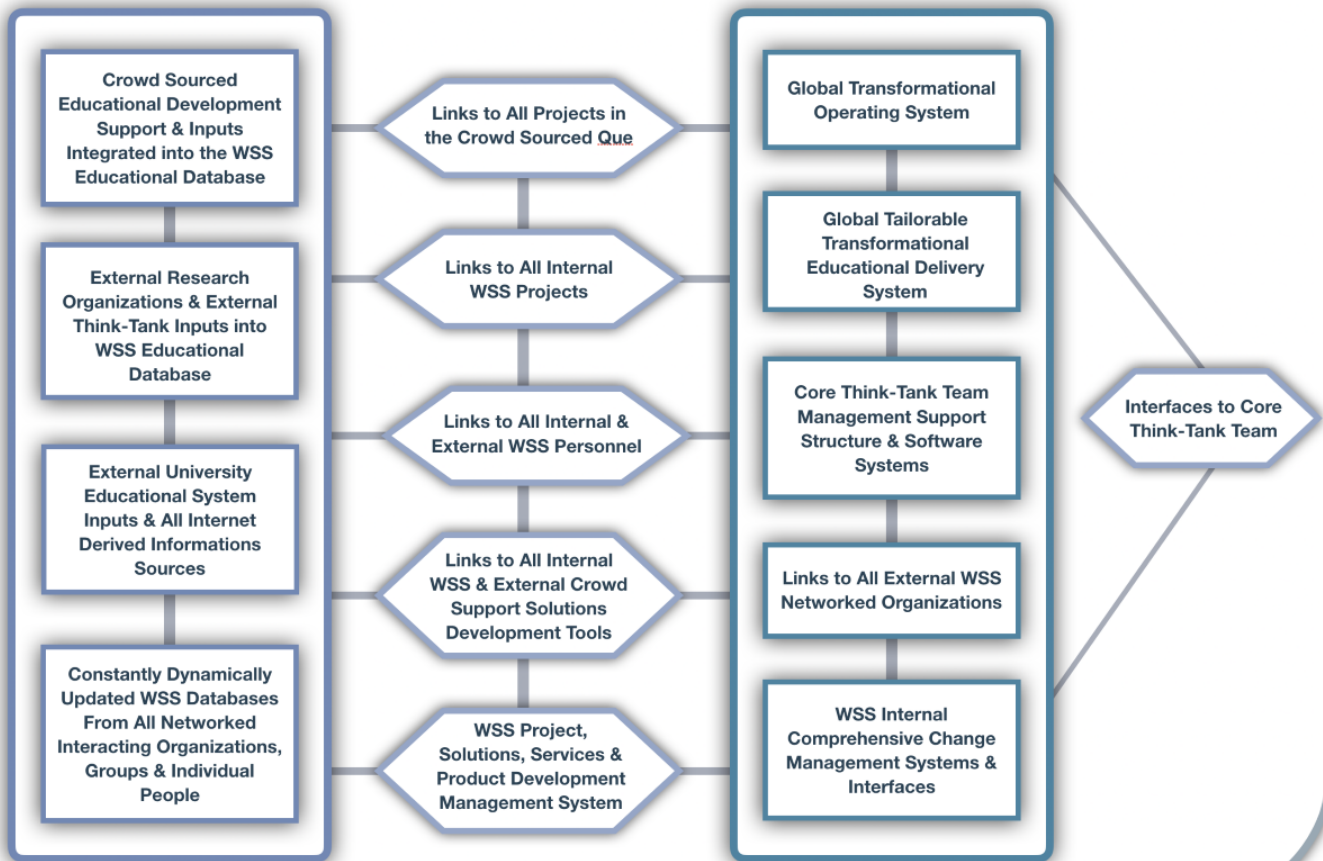 Crowd Sourced
Educational Development
Support & Inputs
Integrated into the WSS
Educational Database
External Research
Organizations & External
Think-Tank Inputs into
WSS Educational
Database
External University
Educational System
Inputs & All Internet
Derived Informations
Sources
Constantly Dynamically
Updated WSS Databases
From All Networked
Interacting Organizations,
Groups & Individual
People
Links to All Projects in
the Crowd Sourced Que
Links to All Internal
WSS Projects
Links to All Internal &
External WSS Personnel
Links to All Internal
WSS & External Crowd
Support Solutions
Development Tools
WSS Project,
Solutions, Services &
Product Development
Management System
Global Transformational
Operating System
Global Tailorable
Transformational
Educational Delivery
System
Core Think-Tank Team
Management Support
Structure & Software
Systems
Links to All External WSS
Networked Organizations
WSS Internal
Comprehensive Change
Management Systems &
Interfaces
Interfaces to Core
Think-Tank Team